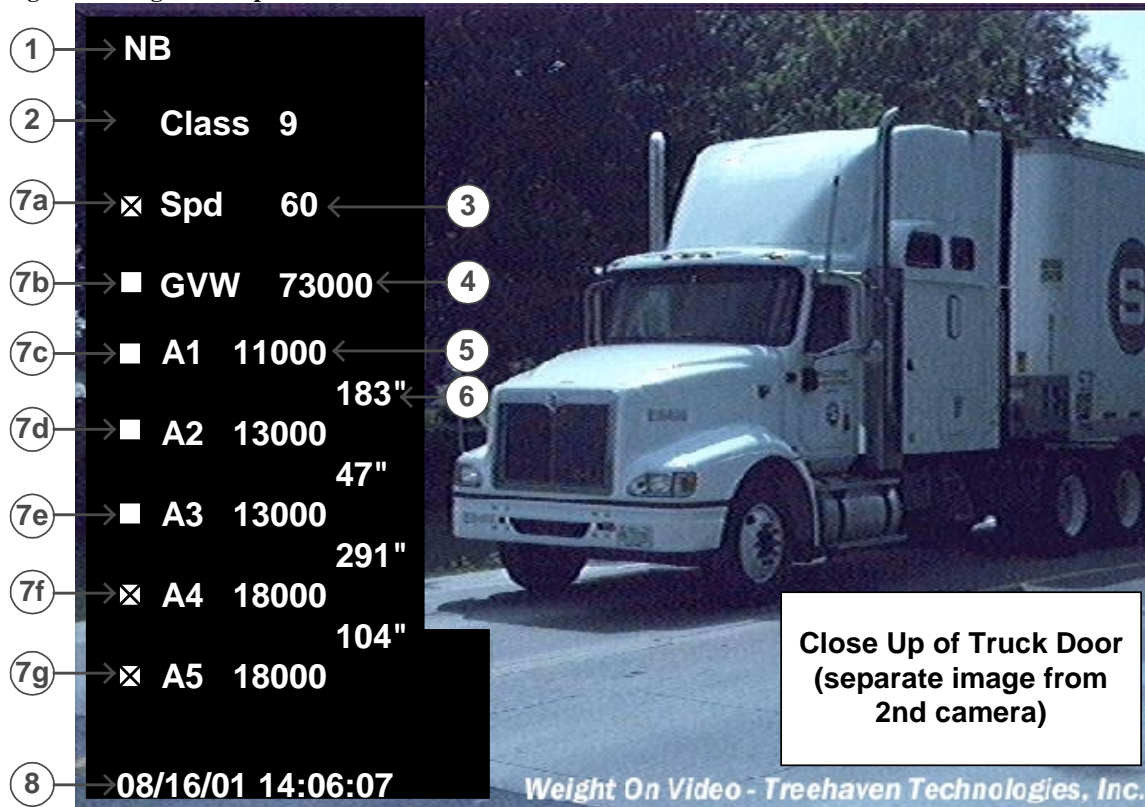 1 NB
2 Class 9
7a Spd 60 3
7b GVW 73000 4
7c A1 11000 5
183" 6
7d A2 13000
47"
7e A3 13000
291"
7f A4 18000
104"
7g A5 18000
8 08/16/01 14:06:07
Close Up of Truck Door
(separate image from
2nd camera)
Weight On Video - Treehaven Technologies, Inc.